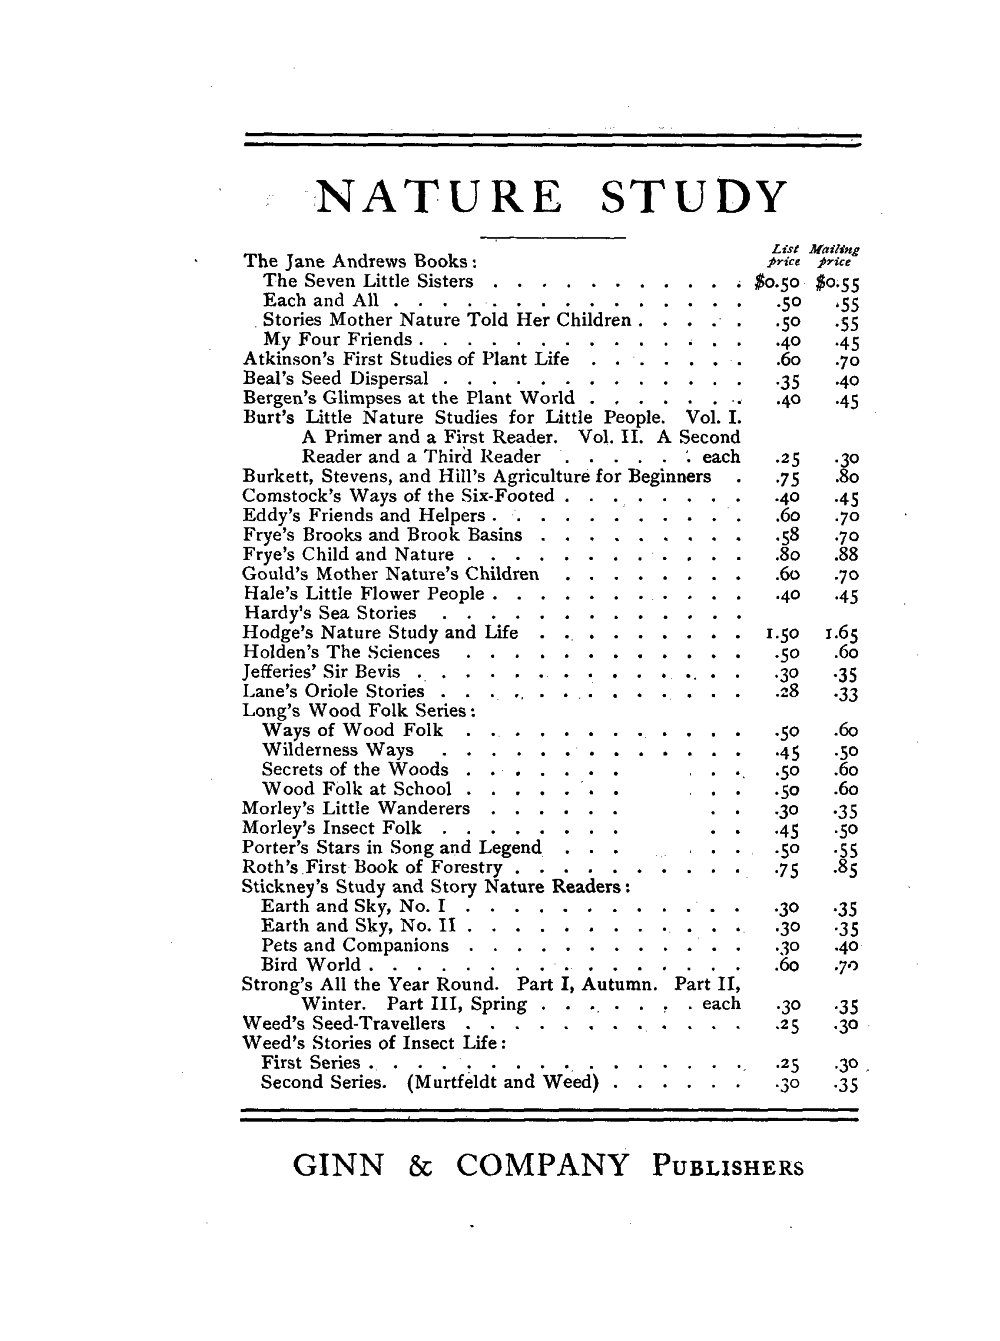 NATURE STUDY
List Mailing
The Jane Andrews Books: price price
The Seven Little Sisters . . . . . . . . . . . $0.50 $0.55
Each and All . . . . . . . . . . . . . . . .50 .55
Stories Mother Nature Told Her Children . . . . . .50 .55
My Four Friends . . . . . . . . . . . . . . .40 .45
Atkinson's First Studies of Plant Life . . . . . . . .60 .70
Beal's Seed Dispersal . . . . . . . . . . . . . .35 .40
Bergen's Glimpses at the Plant World . . . . . . . .40 .45
Burt's Little Nature Studies for Little People. Vol. I.
A Primer and a First Reader. Vol. II. A Second
Reader and a Third Reader . . . . . . each .25 .30
Burkett, Stevens, and Hill's Agriculture for Beginners . .75 .80
Comstock's Ways of the Six-Footed . . . . . . . . .40 .45
Eddy's Friends and Helpers . . . . . . . . . . . .60 .70
Frye's Brooks and Brook Basins . . . . . . . . . .58 .70
Frye's Child and Nature . . . . . . . . . . . . .80 .88
Gould's Mother Nature's Children . . . . . . . . .60 .70
Hale's Little Flower People . . . . . . . . . . . .40 .45
Hardy's Sea Stories . . . . . . . . . . . . .
Hodge's Nature Study and Life . . . . . . . . . 1.50 1.65
Holden's The Sciences . . . . . . . . . . . . .50 .60
Jefferies' Sir Bevis . . . . . . . . . . . . . . .30 .35
Lane's Oriole Stories . . . . . . . . . . . . . .28 .33
Long's Wood Folk Series:
Ways of Wood Folk . . . . . . . . . . . . .50 .60
Wilderness Ways . . . . . . . . . . . . . .45 .50
Secrets of the Woods . . . . . . . . . . .50 .60
Wood Folk at School . . . . . . . . . . .50 .60
Morley's Little Wanderers . . . . . . . . .30 .35
Morley's Insect Folk . . . . . . . . . . .45 .50
Porter's Stars in Song and Legend . . . . . . .50 .55
Roth's First Book of Forestry . . . . . . . . . . .75 .85
Stickney's Study and Story Nature Readers:
Earth and Sky, No. I . . . . . . . . . . . . .30 .35
Earth and Sky, No. II . . . . . . . . . . . . .30 .35
Pets and Companions . . . . . . . . . . . . .30 .40
Bird World . . . . . . . . . . . . . . . . .60 .70
Strong's All the Year Round. Part I, Autumn. Part II,
Winter. Part III, Spring . . . . . . . each .30 .35
Weed's Seed-Travellers . . . . . . . . . . . . .25 .30
Weed's Stories of Insect Life:
First Series . . . . . . . . . . . . . . . . .25 .30
Second Series. (Murtfeldt and Weed) . . . . . . .30 .35
GINN & COMPANY PUBLISHERS